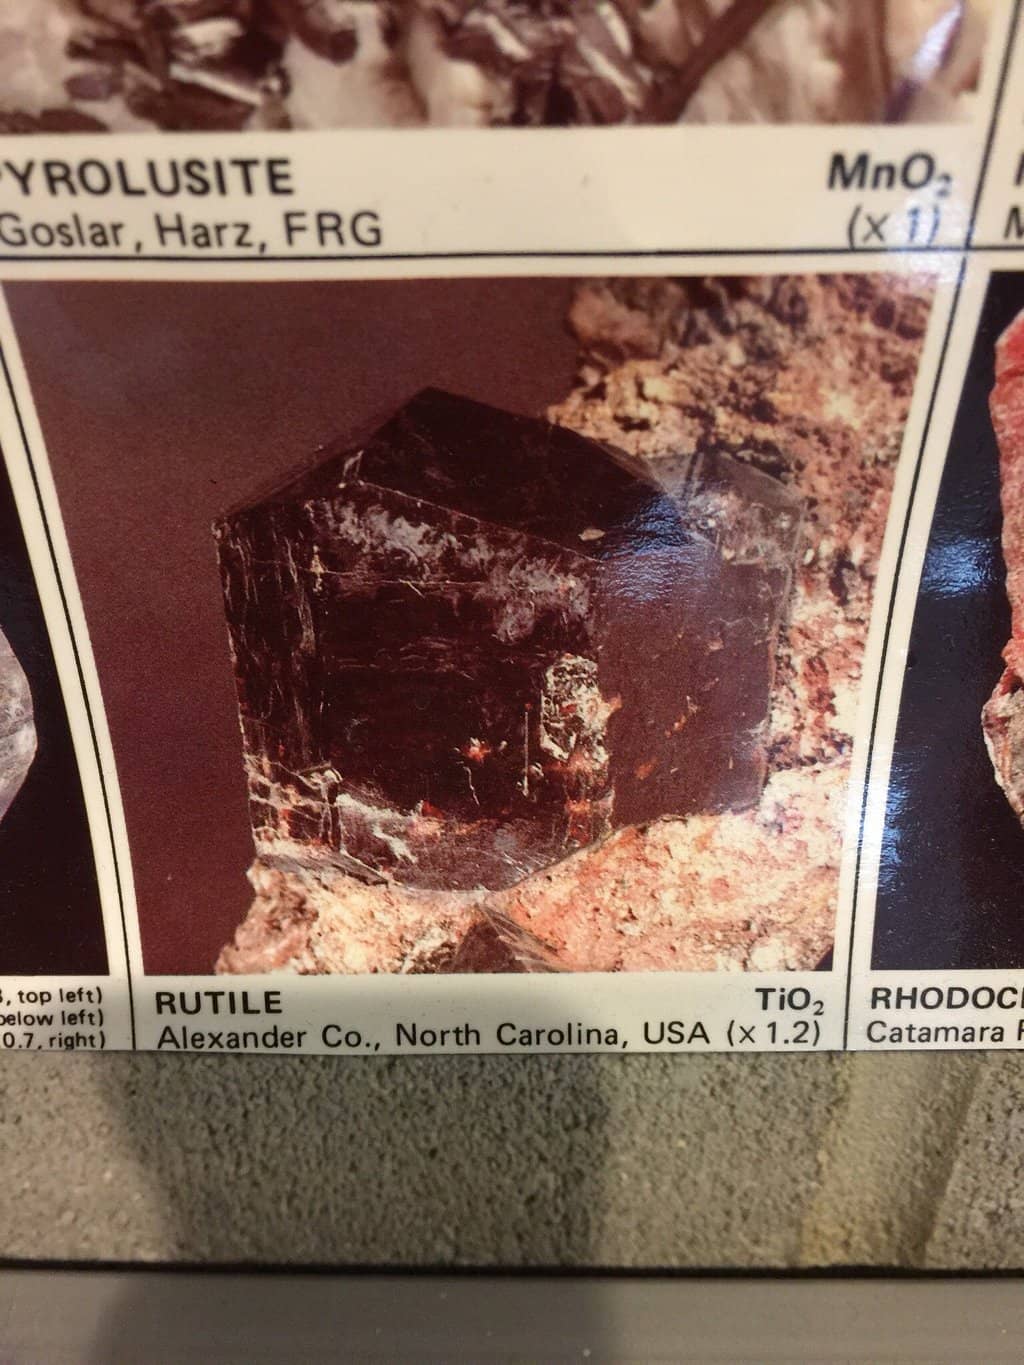 PYROLUSITE MnO₂
Goslar, Harz, FRG (x 1)
top left)
below left)
0.7, right)
RUTILE TiO₂
Alexander Co., North Carolina, USA (x 1.2)
RHODOC
Catamara